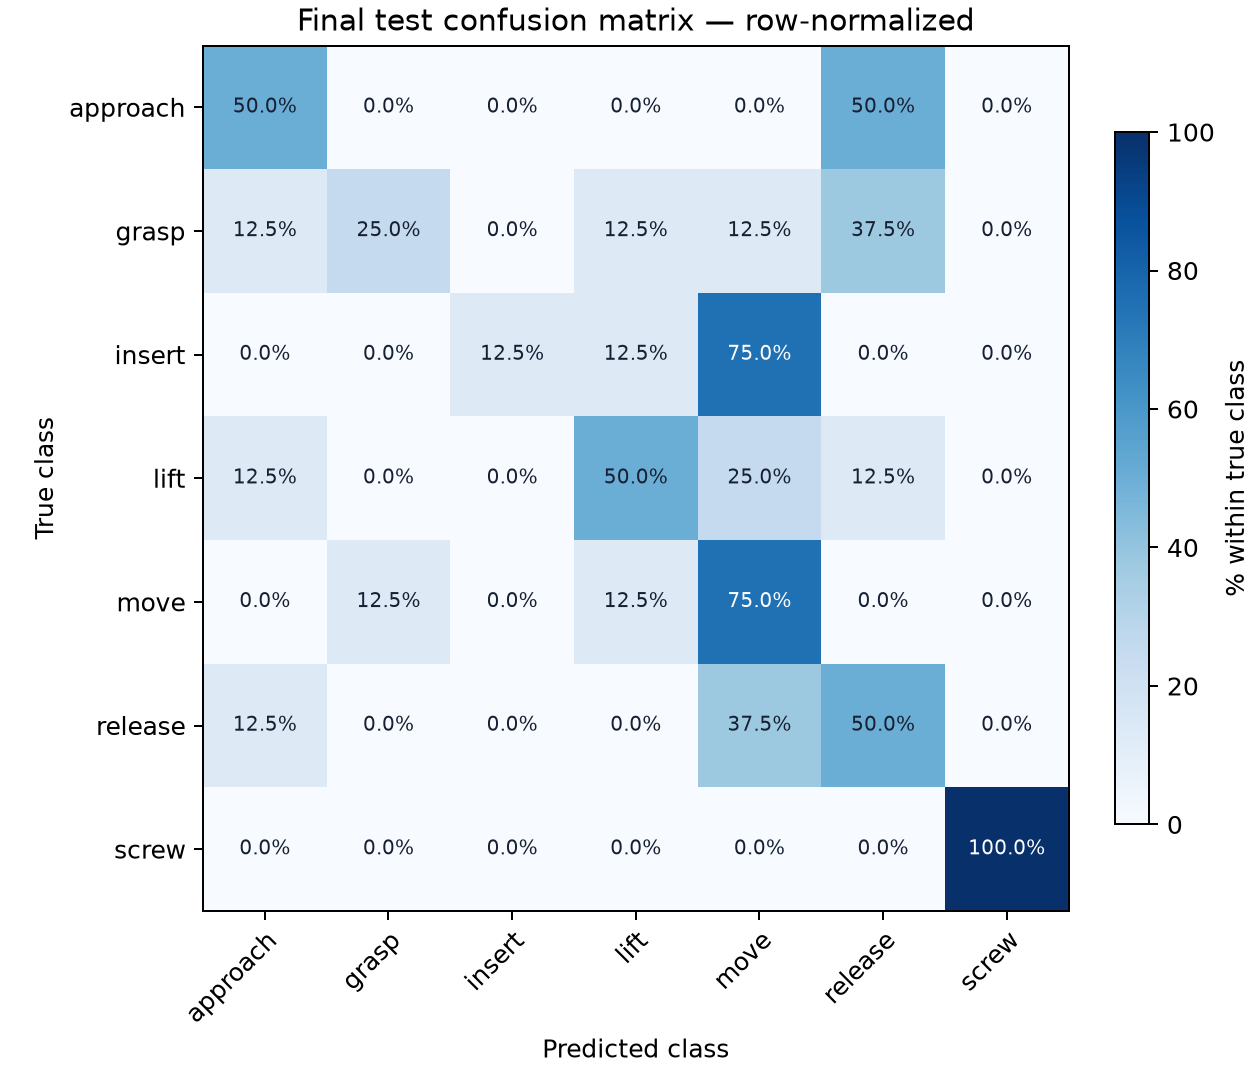 Final test confusion matrix — row-normalized
approach 50.0% 0.0% 0.0% 0.0% 0.0% 50.0% 0.0%
grasp 12.5% 25.0% 0.0% 12.5% 12.5% 37.5% 0.0%
insert 0.0% 0.0% 12.5% 12.5% 75.0% 0.0% 0.0%
lift 12.5% 0.0% 0.0% 50.0% 25.0% 12.5% 0.0%
move 0.0% 12.5% 0.0% 12.5% 75.0% 0.0% 0.0%
release 12.5% 0.0% 0.0% 0.0% 37.5% 50.0% 0.0%
screw 0.0% 0.0% 0.0% 0.0% 0.0% 0.0% 100.0%
approach grasp insert lift move release screw
Predicted class
True class
100
80
60
40
20
0
% within true class